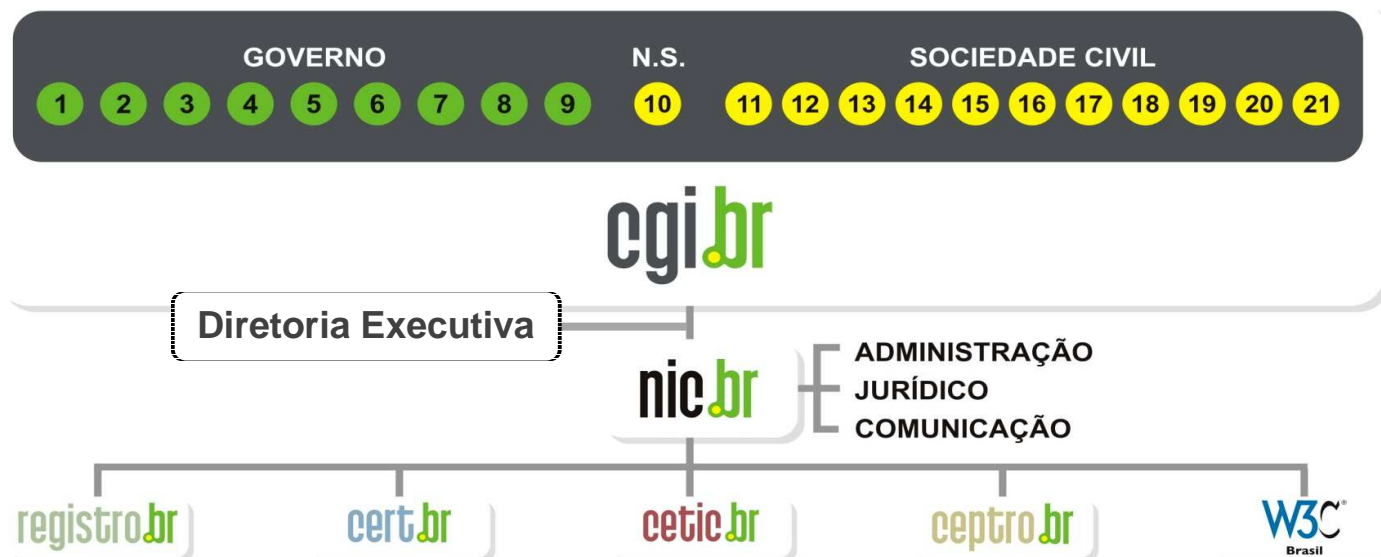 GOVERNO N.S. SOCIEDADE CIVIL
1 2 3 4 5 6 7 8 9 10 11 12 13 14 15 16 17 18 19 20 21
cgi.br
Diretoria Executiva
nic.br
ADMINISTRAÇÃO
JURÍDICO
COMUNICAÇÃO
registro.br cert.br cetic.br ceptro.br W3C®
Brasil